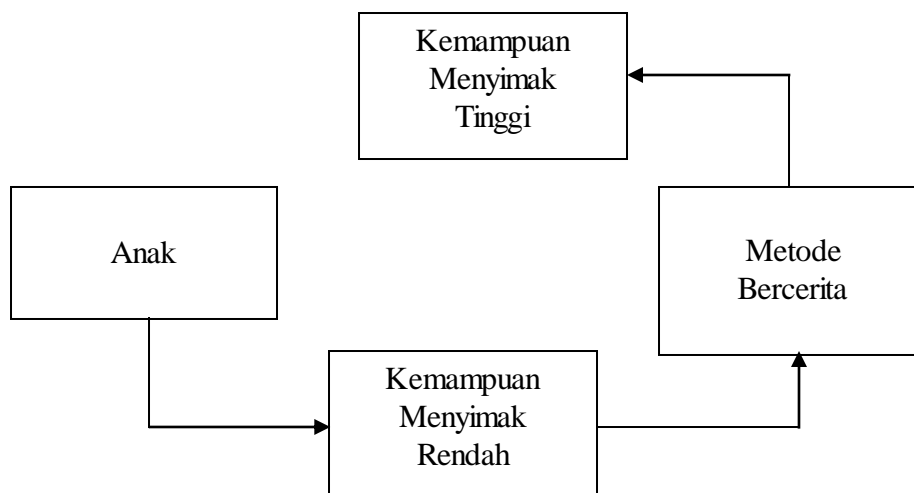 Kemampuan
Menyimak
Tinggi
Anak
Metode
Bercerita
Kemampuan
Menyimak
Rendah